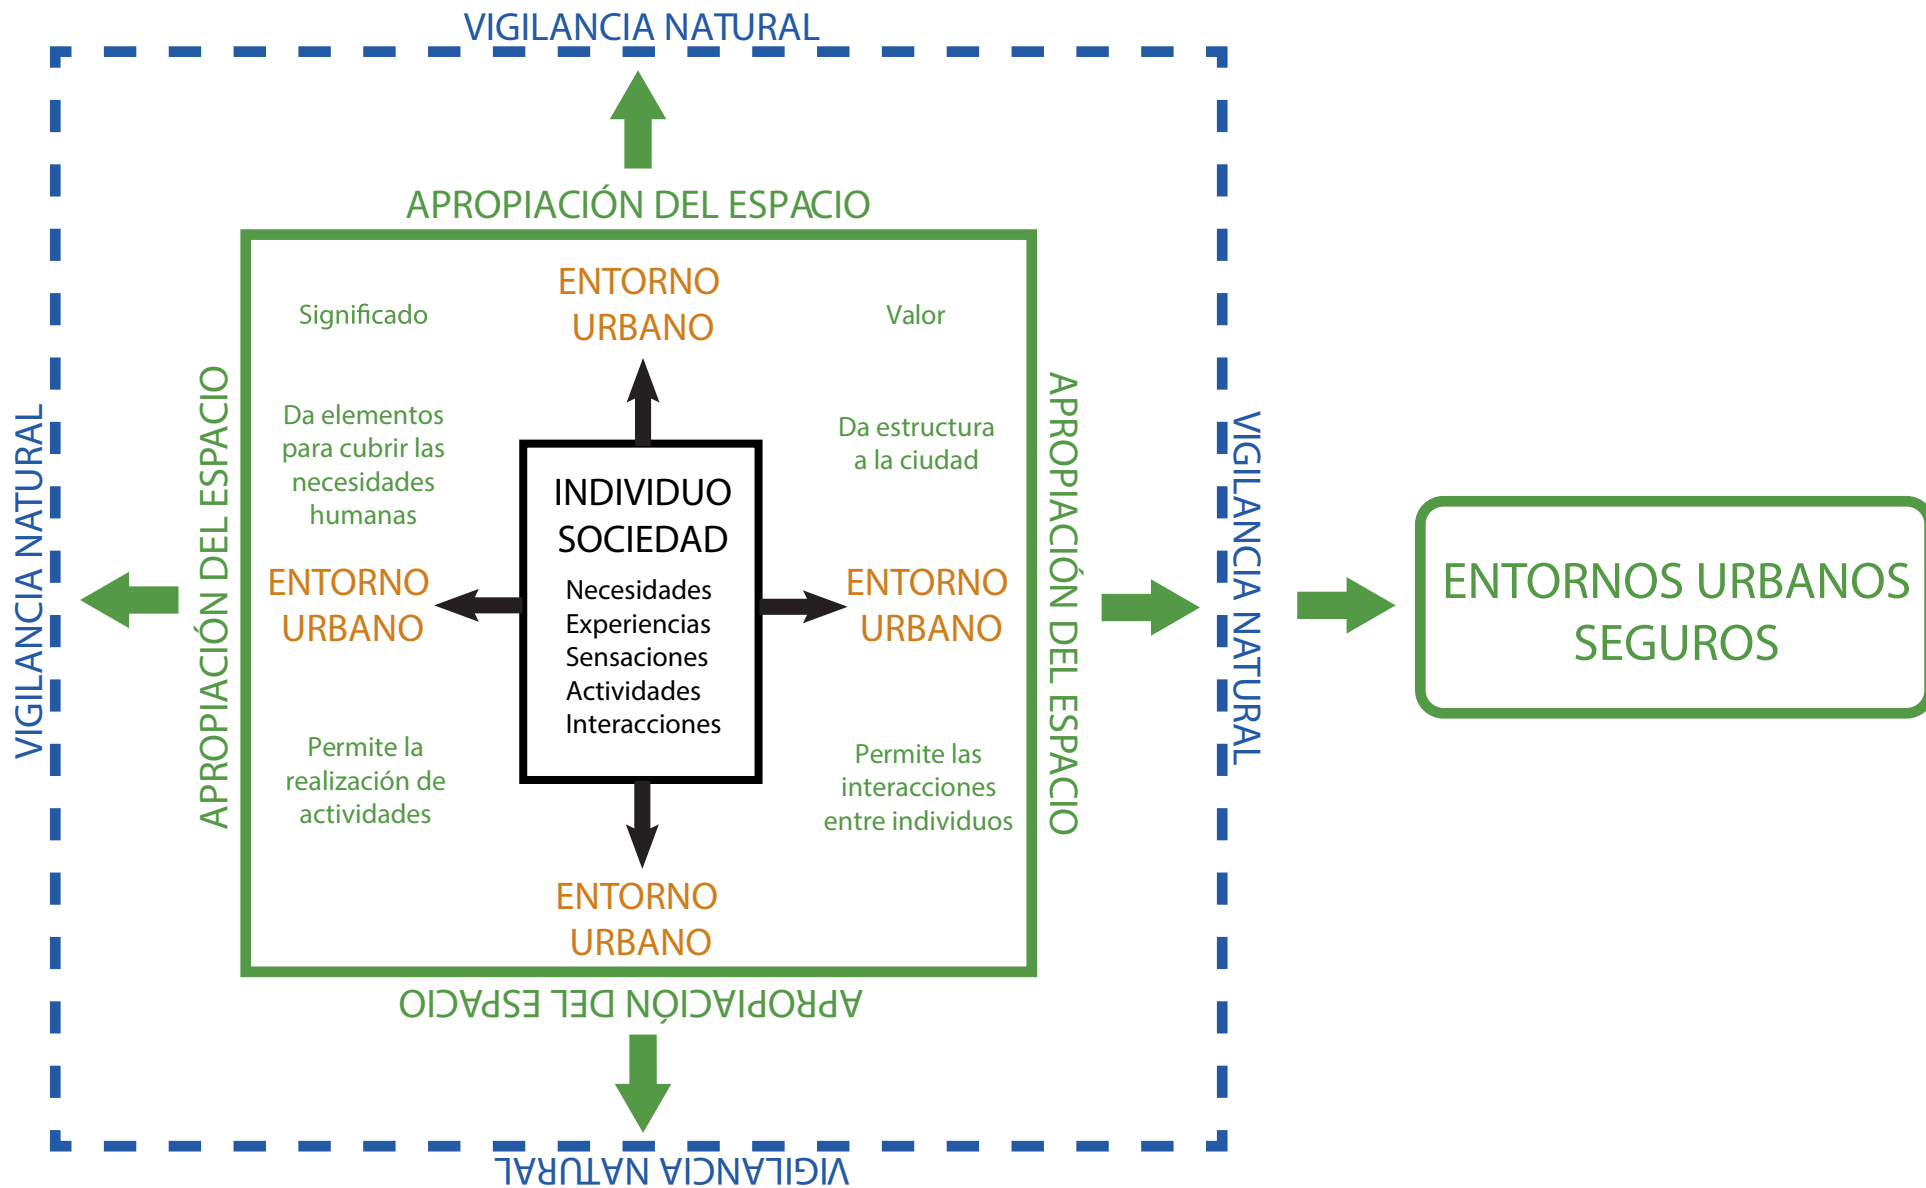 VIGILANCIA NATURAL
APROPIACIÓN DEL ESPACIO
ENTORNO
URBANO
Significado
Valor
Da elementos
para cubrir las
necesidades
humanas
Da estructura
a la ciudad
VIGILANCIA NATURAL
APROPIACIÓN DEL ESPACIO
ENTORNO
URBANO
INDIVIDUO
SOCIEDAD
Necesidades
Experiencias
Sensaciones
Actividades
Interacciones
ENTORNO
URBANO
APROPIACIÓN DEL ESPACIO
VIGILANCIA NATURAL
ENTORNOS URBANOS
SEGUROS
Permite la
realización de
actividades
Permite las
interacciones
entre individuos
ENTORNO
URBANO
APROPIACIÓN DEL ESPACIO
VIGILANCIA NATURAL